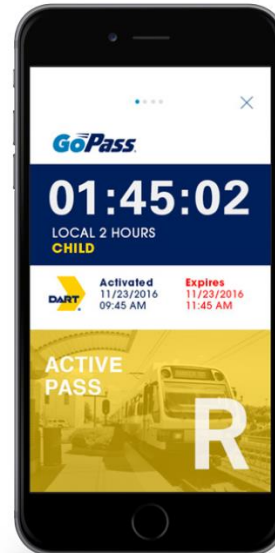 GoPass
01:45:02
LOCAL 2 HOURS
CHILD
DART
Activated
11/23/2016
09:45 AM
Expires
11/23/2016
11:45 AM
ACTIVE
PASS
R